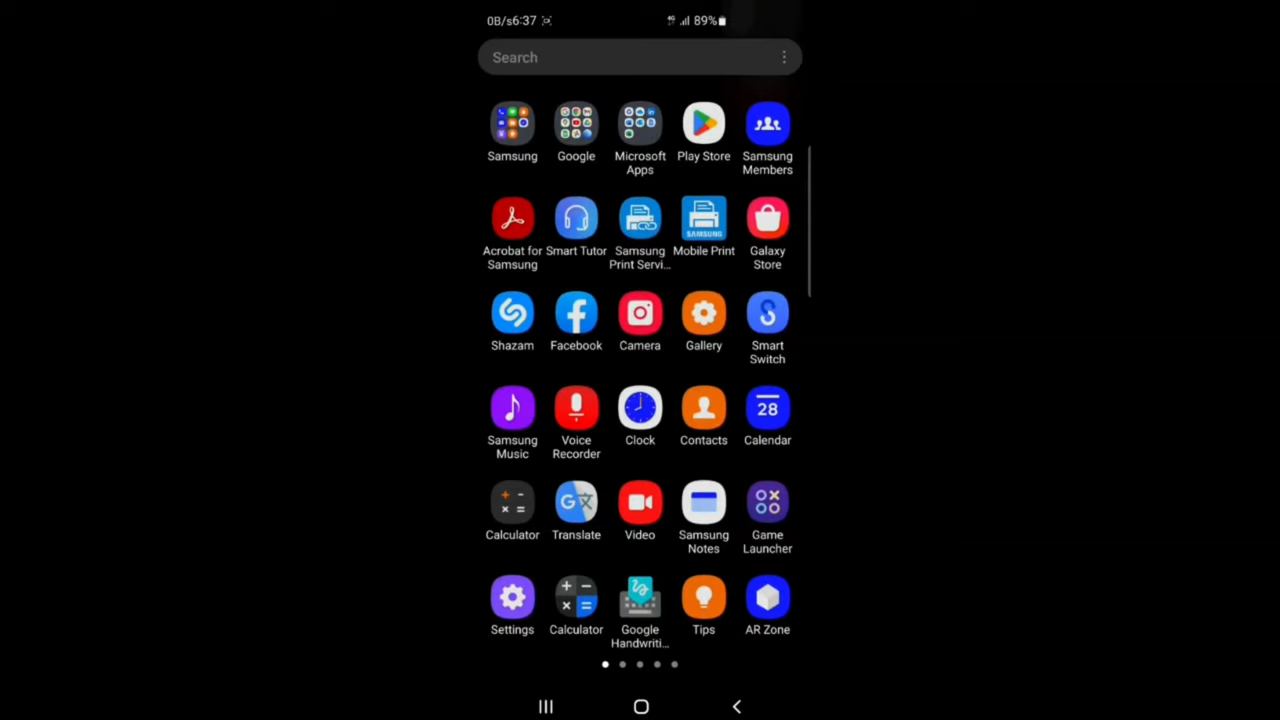 0B/s6:37 4G 89%
Search
Samsung Google Microsoft Apps Play Store Samsung Members
SAMSUNG
Acrobat for Samsung Smart Tutor Samsung Print Servi... Mobile Print Galaxy Store
Shazam Facebook Camera Gallery Smart Switch
28
Samsung Music Voice Recorder Clock Contacts Calendar
Calculator Translate Video Samsung Notes Game Launcher
Settings Calculator Google Handwriti... Tips AR Zone